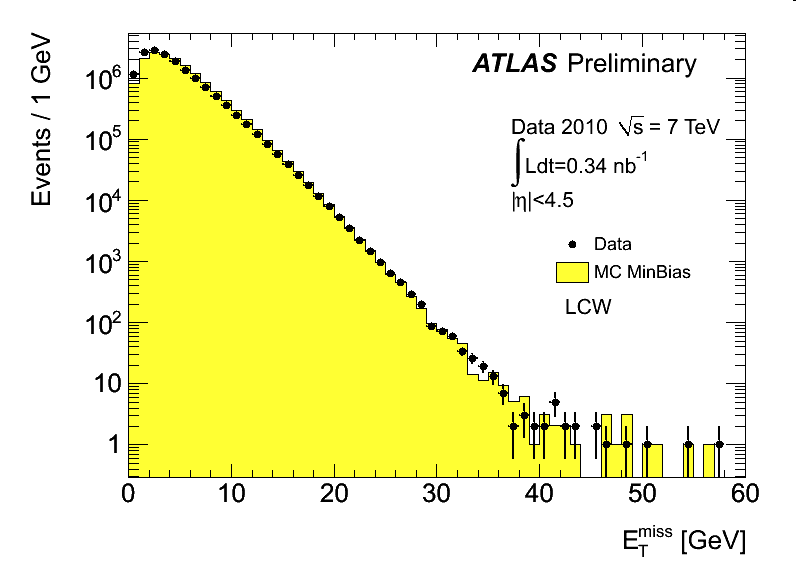 Events / 1 GeV
10⁶
10⁵
10⁴
10³
10²
10
1
ATLAS Preliminary
Data 2010 √s = 7 TeV
∫Ldt=0.34 nb⁻¹
|η|<4.5
Data
MC MinBias
LCW
0 10 20 30 40 50 60
E_T^miss [GeV]